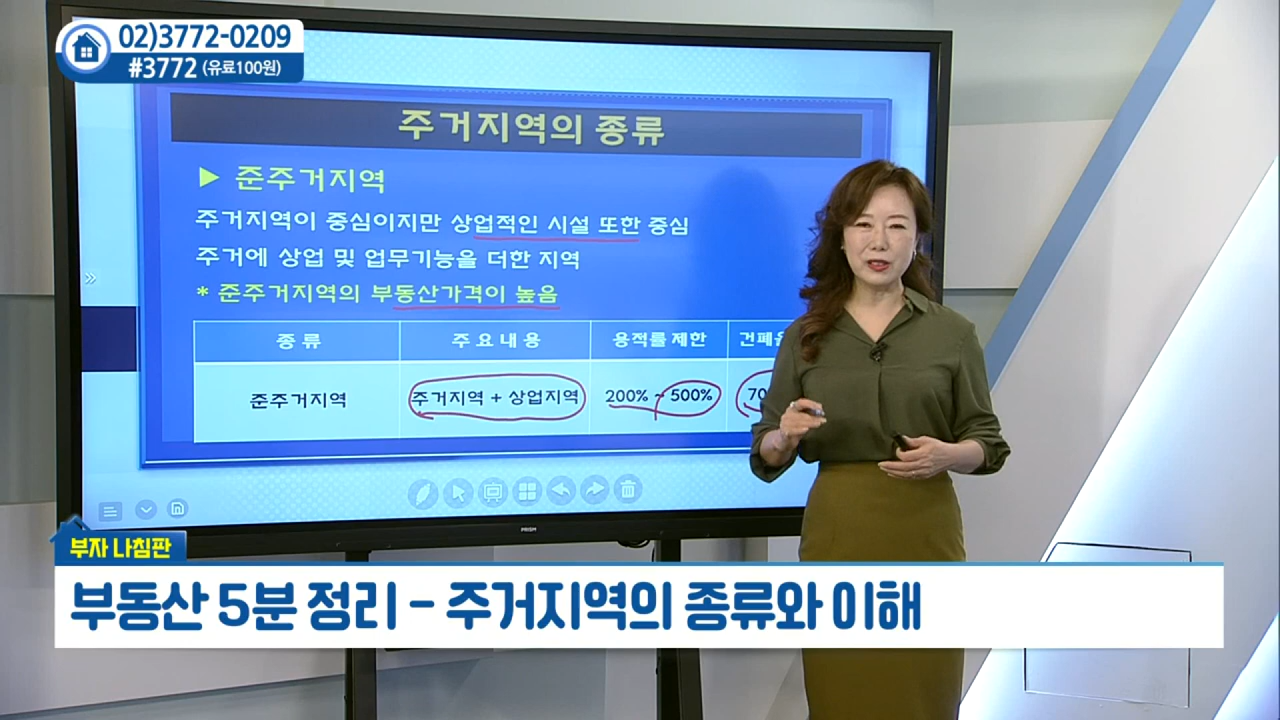 02)3772-0209
#3772 (유료100원)
주거지역의 종류
▶ 준주거지역
주거지역이 중심이지만 상업적인 시설 또한 중심
주거에 상업 및 업무기능을 더한 지역
* 준주거지역의 부동산가격이 높음
종 류 주 요 내 용 용적률 제한
준주거지역 주거지역 + 상업지역 200% ~ 500% 70
PRISM
부자 나침판
부동산 5분 정리 - 주거지역의 종류와 이해